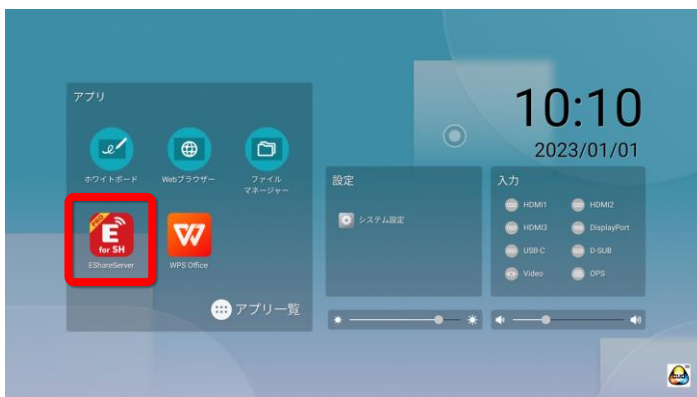 アプリ
ホワイトボード
Webブラウザー
ファイル
マネージャー
PRO
E
for SH
EShareServer
WPS Office
アプリ一覧
10:10
2023/01/01
設定
システム設定
入力
HDMI1
HDMI2
HDMI3
DisplayPort
USB-C
D-SUB
Video
OPS